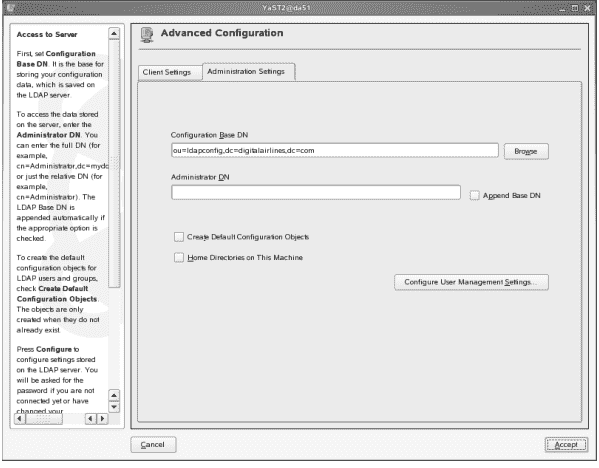 YaST2@da51
Access to Server
First, set Configuration
Base DN. It is the base for
storing your configuration
data, which is saved on
the LDAP server.
To access the data stored
on the server, enter the
Administrator DN. You
can enter the full DN (for
example,
cn=Administrator,dc=mydc
or just the relative DN (for
example,
cn=Administrator). The
LDAP Base DN is
appended automatically if
the appropriate option is
checked.
To create the default
configuration objects for
LDAP users and groups,
check Create Default
Configuration Objects.
The objects are only
created when they do not
already exist.
Press Configure to
configure settings stored
on the LDAP server. You
will be asked for the
password if you are not
connected yet or have
changed your
Advanced Configuration
Client Settings
Administration Settings
Configuration Base DN
ou=ldapconfig,dc=digitalairlines,dc=com
Browse
Administrator DN
Append Base DN
Create Default Configuration Objects
Home Directories on This Machine
Configure User Management Settings...
Cancel
Accept